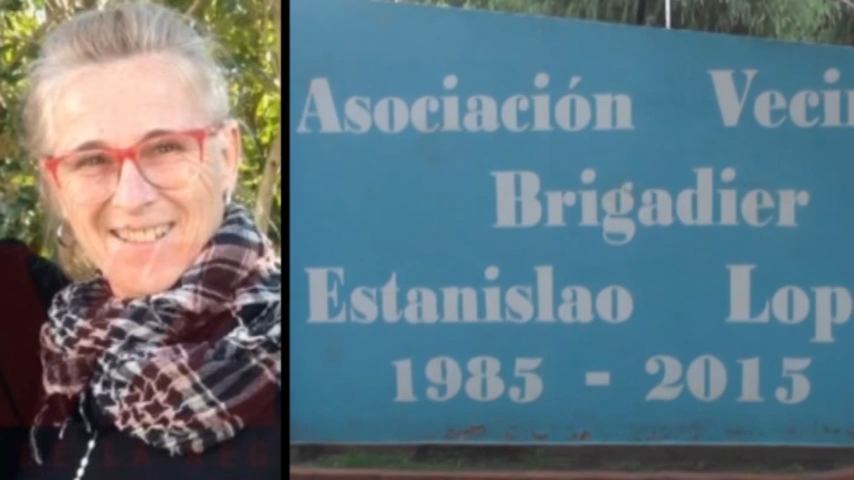 Asociación Vecin
Brigadier
Estanislao Lop
1985 - 2015